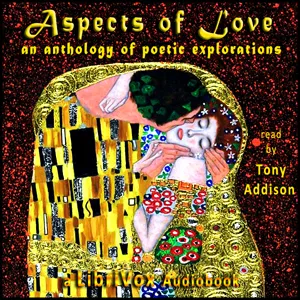 Aspects of Love
an anthology of poetic explorations
read
by
Tony
Addison
a LibriVox Audiobook